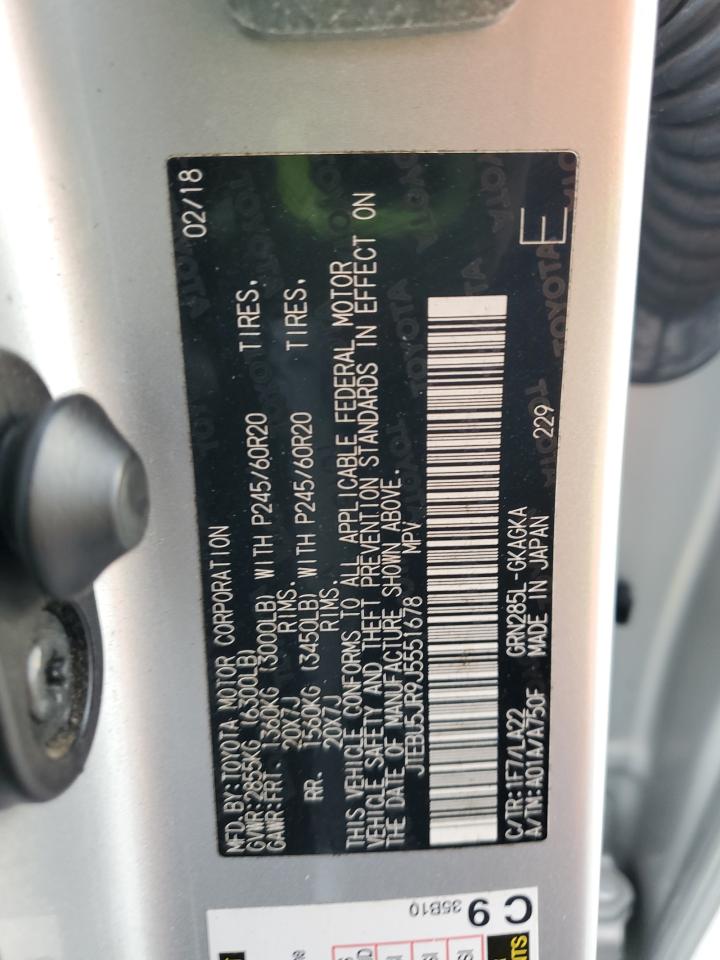 MFD.BY:TOYOTA MOTOR CORPORATION 02/18
GVWR:2855KG (6300LB)
GAWR:FRT. 1360KG (3000LB) WITH P245/60R20 TIRES,
20X7J RIMS.
RR. 1560KG (3450LB) WITH P245/60R20 TIRES,
20X7J RIMS.
THIS VEHICLE CONFORMS TO ALL APPLICABLE FEDERAL MOTOR
VEHICLE SAFETY AND THEFT PREVENTION STANDARDS IN EFFECT ON
THE DATE OF MANUFACTURE SHOWN ABOVE.
JTEBU5JR9J5551678 MPV
C/TR:1F7/LA22 GRN285L-GKAGKA
A/TM:A01A/A750F MADE IN JAPAN 229
E
C 9
35B10